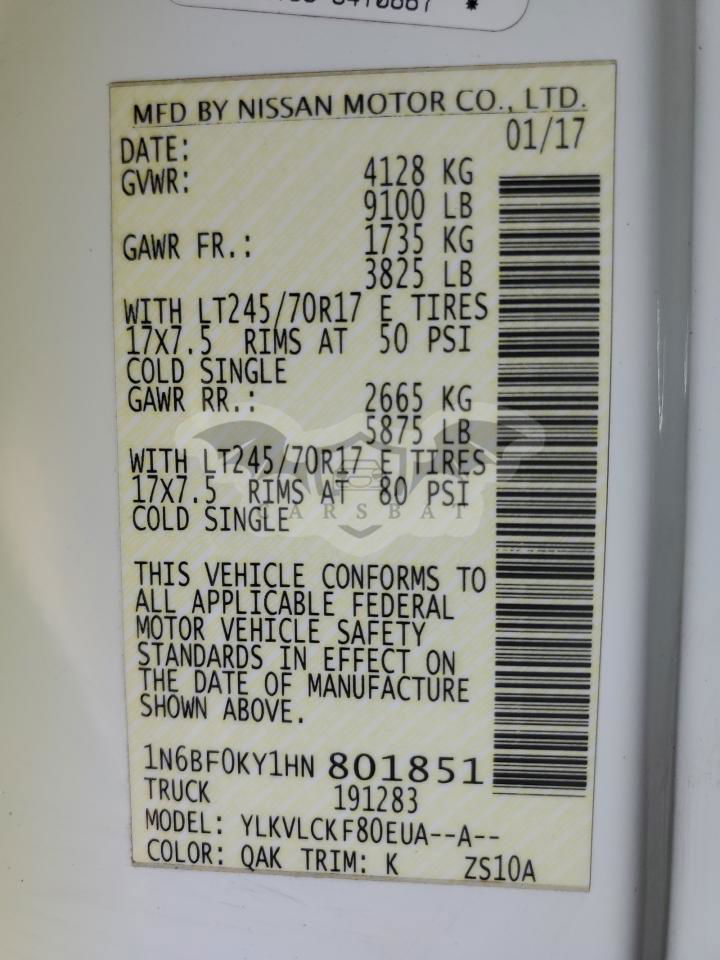 MFD BY NISSAN MOTOR CO., LTD.
DATE: 01/17
GVWR: 4128 KG
9100 LB
GAWR FR.: 1735 KG
3825 LB
WITH LT245/70R17 E TIRES
17X7.5 RIMS AT 50 PSI
COLD SINGLE
GAWR RR.: 2665 KG
5875 LB
WITH LT245/70R17 E TIRES
17X7.5 RIMS AT 80 PSI
COLD SINGLE
CARSBAT
THIS VEHICLE CONFORMS TO
ALL APPLICABLE FEDERAL
MOTOR VEHICLE SAFETY
STANDARDS IN EFFECT ON
THE DATE OF MANUFACTURE
SHOWN ABOVE.
1N6BF0KY1HN 801851
TRUCK 191283
MODEL: YLKVLCKF80EUA--A--
COLOR: QAK TRIM: K ZS10A